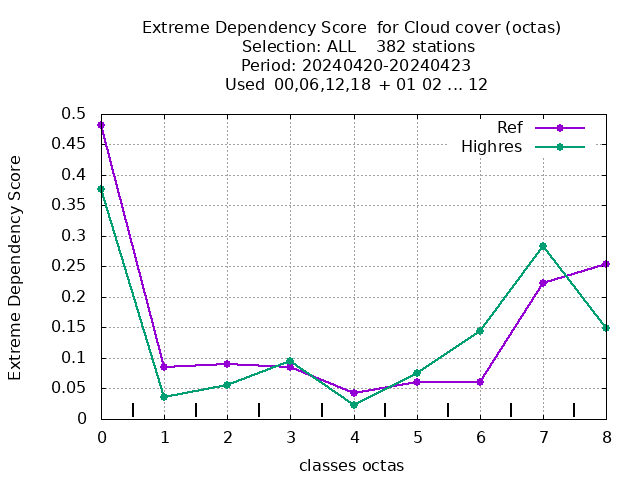 Extreme Dependency Score  for Cloud cover (octas)
Selection: ALL    382 stations
Period: 20240420-20240423
Used  00,06,12,18 + 01 02 ... 12
Ref
Highres
Extreme Dependency Score
0.5
0.45
0.4
0.35
0.3
0.25
0.2
0.15
0.1
0.05
0
0 1 2 3 4 5 6 7 8
classes octas